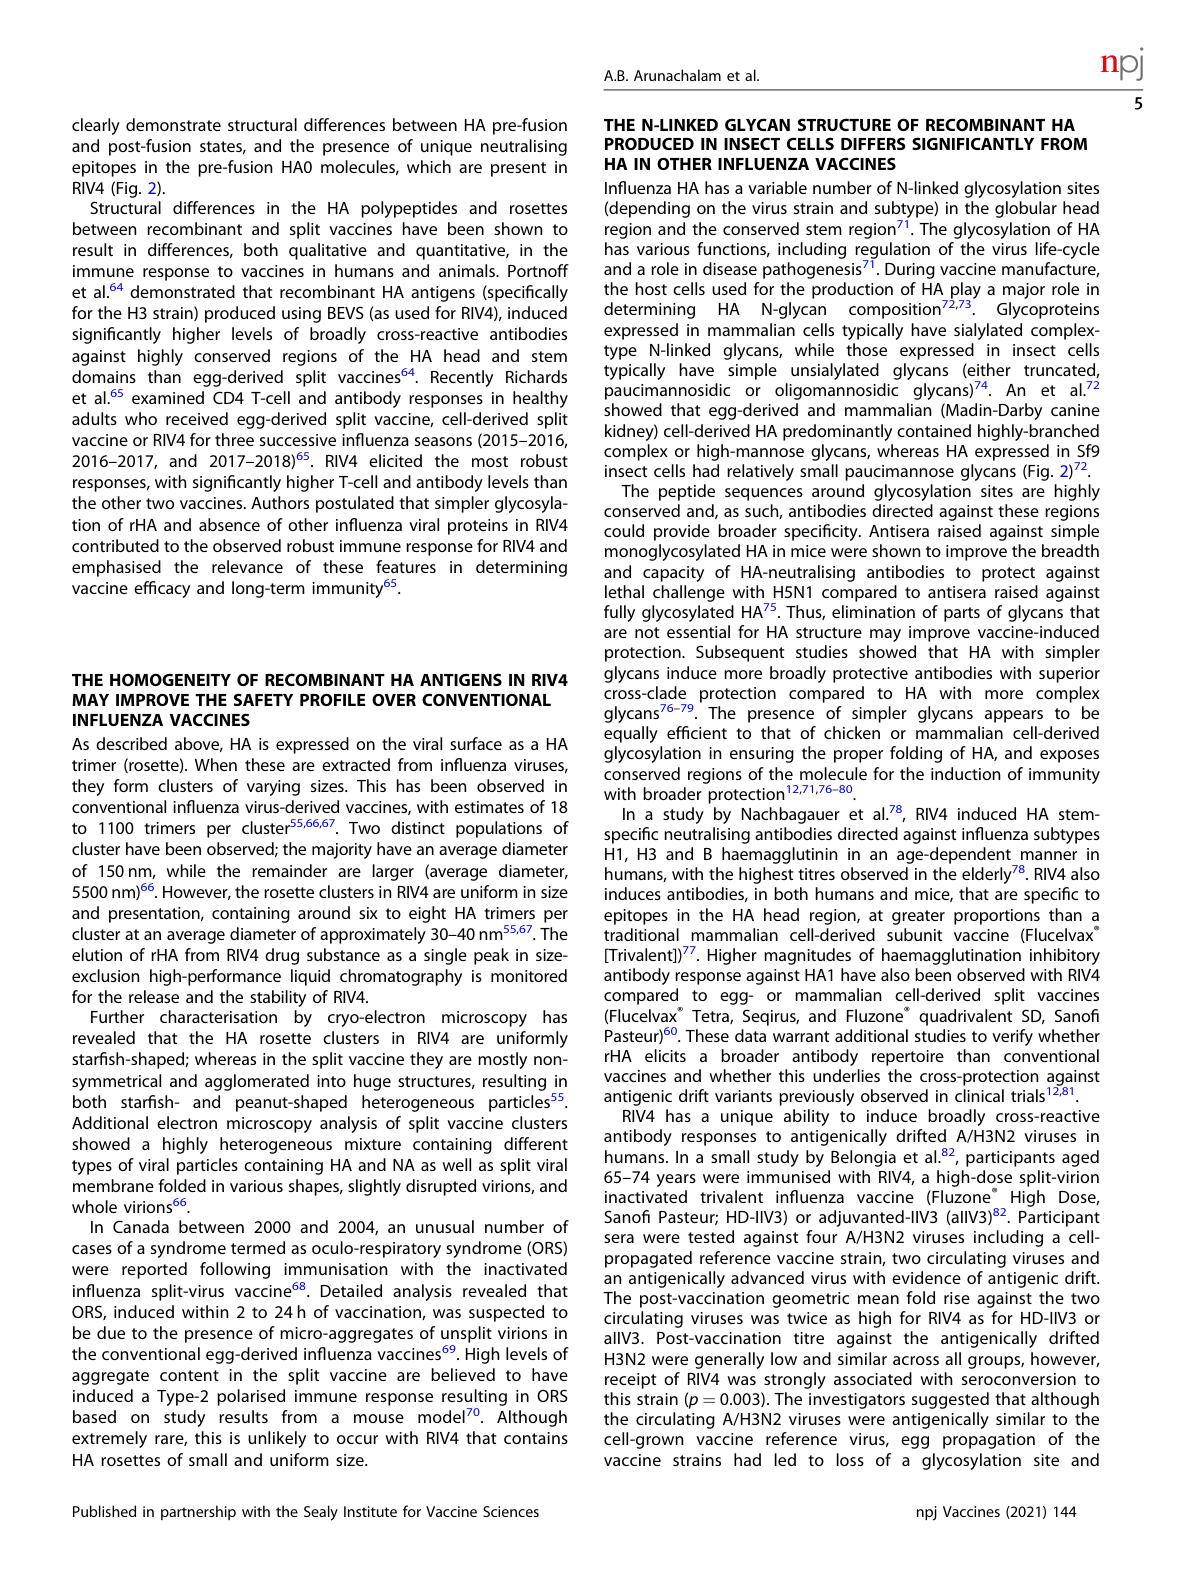 A.B. Arunachalam et al.
npj
5
clearly demonstrate structural differences between HA pre-fusion
and post-fusion states, and the presence of unique neutralising
epitopes in the pre-fusion HA0 molecules, which are present in
RIV4 (Fig. 2).
Structural differences in the HA polypeptides and rosettes
between recombinant and split vaccines have been shown to
result in differences, both qualitative and quantitative, in the
immune response to vaccines in humans and animals. Portnoff
et al.64 demonstrated that recombinant HA antigens (specifically
for the H3 strain) produced using BEVS (as used for RIV4), induced
significantly higher levels of broadly cross-reactive antibodies
against highly conserved regions of the HA head and stem
domains than egg-derived split vaccines64. Recently Richards
et al.65 examined CD4 T-cell and antibody responses in healthy
adults who received egg-derived split vaccine, cell-derived split
vaccine or RIV4 for three successive influenza seasons (2015–2016,
2016–2017, and 2017–2018)65. RIV4 elicited the most robust
responses, with significantly higher T-cell and antibody levels than
the other two vaccines. Authors postulated that simpler glycosyla-
tion of rHA and absence of other influenza viral proteins in RIV4
contributed to the observed robust immune response for RIV4 and
emphasised the relevance of these features in determining
vaccine efficacy and long-term immunity65.
THE HOMOGENEITY OF RECOMBINANT HA ANTIGENS IN RIV4
MAY IMPROVE THE SAFETY PROFILE OVER CONVENTIONAL
INFLUENZA VACCINES
As described above, HA is expressed on the viral surface as a HA
trimer (rosette). When these are extracted from influenza viruses,
they form clusters of varying sizes. This has been observed in
conventional influenza virus-derived vaccines, with estimates of 18
to 1100 trimers per cluster55,66,67. Two distinct populations of
cluster have been observed; the majority have an average diameter
of 150 nm, while the remainder are larger (average diameter,
5500 nm)66. However, the rosette clusters in RIV4 are uniform in size
and presentation, containing around six to eight HA trimers per
cluster at an average diameter of approximately 30–40 nm55,67. The
elution of rHA from RIV4 drug substance as a single peak in size-
exclusion high-performance liquid chromatography is monitored
for the release and the stability of RIV4.
Further characterisation by cryo-electron microscopy has
revealed that the HA rosette clusters in RIV4 are uniformly
starfish-shaped; whereas in the split vaccine they are mostly non-
symmetrical and agglomerated into huge structures, resulting in
both starfish- and peanut-shaped heterogeneous particles55.
Additional electron microscopy analysis of split vaccine clusters
showed a highly heterogeneous mixture containing different
types of viral particles containing HA and NA as well as split viral
membrane folded in various shapes, slightly disrupted virions, and
whole virions66.
In Canada between 2000 and 2004, an unusual number of
cases of a syndrome termed as oculo-respiratory syndrome (ORS)
were reported following immunisation with the inactivated
influenza split-virus vaccine68. Detailed analysis revealed that
ORS, induced within 2 to 24 h of vaccination, was suspected to
be due to the presence of micro-aggregates of unsplit virions in
the conventional egg-derived influenza vaccines69. High levels of
aggregate content in the split vaccine are believed to have
induced a Type-2 polarised immune response resulting in ORS
based on study results from a mouse model70. Although
extremely rare, this is unlikely to occur with RIV4 that contains
HA rosettes of small and uniform size.
THE N-LINKED GLYCAN STRUCTURE OF RECOMBINANT HA
PRODUCED IN INSECT CELLS DIFFERS SIGNIFICANTLY FROM
HA IN OTHER INFLUENZA VACCINES
Influenza HA has a variable number of N-linked glycosylation sites
(depending on the virus strain and subtype) in the globular head
region and the conserved stem region71. The glycosylation of HA
has various functions, including regulation of the virus life-cycle
and a role in disease pathogenesis71. During vaccine manufacture,
the host cells used for the production of HA play a major role in
determining HA N-glycan composition72,73. Glycoproteins
expressed in mammalian cells typically have sialylated complex-
type N-linked glycans, while those expressed in insect cells
typically have simple unsialylated glycans (either truncated,
paucimannosidic or oligomannosidic glycans)74. An et al.72
showed that egg-derived and mammalian (Madin-Darby canine
kidney) cell-derived HA predominantly contained highly-branched
complex or high-mannose glycans, whereas HA expressed in Sf9
insect cells had relatively small paucimannose glycans (Fig. 2)72.
The peptide sequences around glycosylation sites are highly
conserved and, as such, antibodies directed against these regions
could provide broader specificity. Antisera raised against simple
monoglycosylated HA in mice were shown to improve the breadth
and capacity of HA-neutralising antibodies to protect against
lethal challenge with H5N1 compared to antisera raised against
fully glycosylated HA75. Thus, elimination of parts of glycans that
are not essential for HA structure may improve vaccine-induced
protection. Subsequent studies showed that HA with simpler
glycans induce more broadly protective antibodies with superior
cross-clade protection compared to HA with more complex
glycans76–79. The presence of simpler glycans appears to be
equally efficient to that of chicken or mammalian cell-derived
glycosylation in ensuring the proper folding of HA, and exposes
conserved regions of the molecule for the induction of immunity
with broader protection12,71,76–80.
In a study by Nachbagauer et al.78, RIV4 induced HA stem-
specific neutralising antibodies directed against influenza subtypes
H1, H3 and B haemagglutinin in an age-dependent manner in
humans, with the highest titres observed in the elderly78. RIV4 also
induces antibodies, in both humans and mice, that are specific to
epitopes in the HA head region, at greater proportions than a
traditional mammalian cell-derived subunit vaccine (Flucelvax®
[Trivalent])77. Higher magnitudes of haemagglutination inhibitory
antibody response against HA1 have also been observed with RIV4
compared to egg- or mammalian cell-derived split vaccines
(Flucelvax® Tetra, Seqirus, and Fluzone® quadrivalent SD, Sanofi
Pasteur)60. These data warrant additional studies to verify whether
rHA elicits a broader antibody repertoire than conventional
vaccines and whether this underlies the cross-protection against
antigenic drift variants previously observed in clinical trials12,81.
RIV4 has a unique ability to induce broadly cross-reactive
antibody responses to antigenically drifted A/H3N2 viruses in
humans. In a small study by Belongia et al.82, participants aged
65–74 years were immunised with RIV4, a high-dose split-virion
inactivated trivalent influenza vaccine (Fluzone® High Dose,
Sanofi Pasteur; HD-IIV3) or adjuvanted-IIV3 (aIIV3)82. Participant
sera were tested against four A/H3N2 viruses including a cell-
propagated reference vaccine strain, two circulating viruses and
an antigenically advanced virus with evidence of antigenic drift.
The post-vaccination geometric mean fold rise against the two
circulating viruses was twice as high for RIV4 as for HD-IIV3 or
aIIV3. Post-vaccination titre against the antigenically drifted
H3N2 were generally low and similar across all groups, however,
receipt of RIV4 was strongly associated with seroconversion to
this strain (p = 0.003). The investigators suggested that although
the circulating A/H3N2 viruses were antigenically similar to the
cell-grown vaccine reference virus, egg propagation of the
vaccine strains had led to loss of a glycosylation site and
Published in partnership with the Sealy Institute for Vaccine Sciences
npj Vaccines (2021) 144